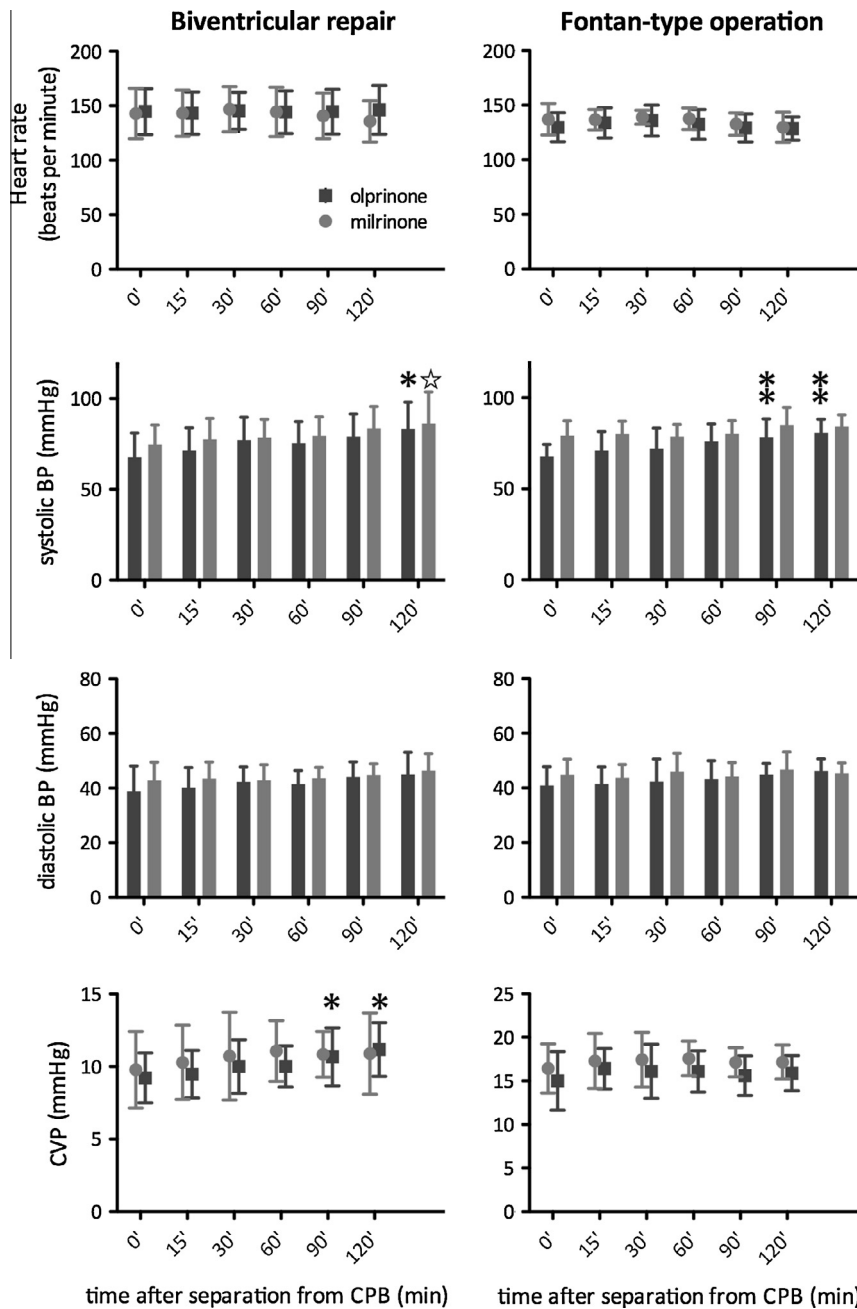 Biventricular repair
Fontan-type operation
Heart rate
(beats per minute)
200
150
100
50
0
olprinone
milrinone
0' 15' 30' 60' 90' 120'
200
150
100
50
0
0' 15' 30' 60' 90' 120'
systolic BP (mmHg)
100
50
0
* ☆
0' 15' 30' 60' 90' 120'
100
50
0
** **
0' 15' 30' 60' 90' 120'
diastolic BP (mmHg)
80
60
40
20
0
0' 15' 30' 60' 90' 120'
80
60
40
20
0
0' 15' 30' 60' 90' 120'
CVP (mmHg)
15
10
5
0
* *
0' 15' 30' 60' 90' 120'
25
20
15
10
5
0
0' 15' 30' 60' 90' 120'
time after separation from CPB (min)
time after separation from CPB (min)